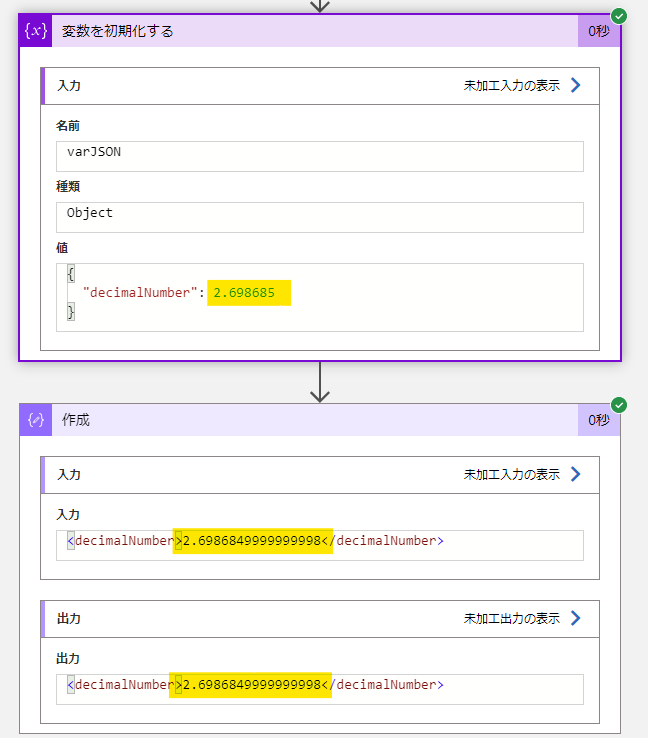 {x} 変数を初期化する 0秒
入力 未加工入力の表示
名前
varJSON
種類
Object
値
{
"decimalNumber": 2.698685
}
作成 0秒
入力 未加工入力の表示
入力
<decimalNumber>2.6986849999999998</decimalNumber>
出力 未加工出力の表示
出力
<decimalNumber>2.6986849999999998</decimalNumber>